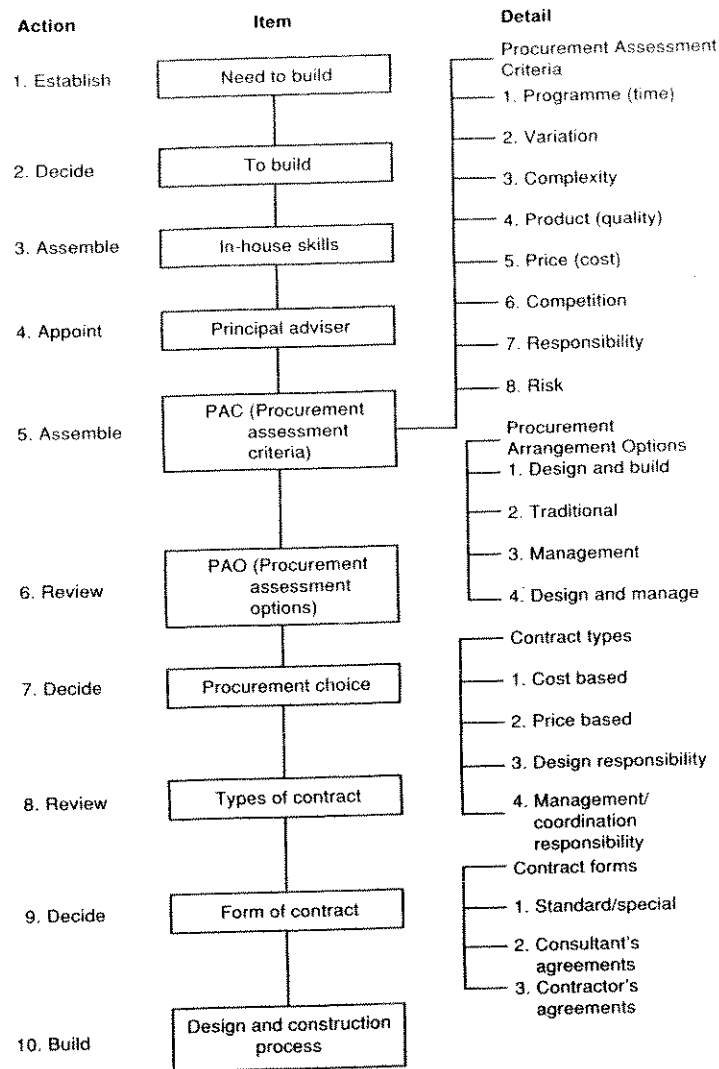 Action
Item
Detail
1. Establish
Need to build
2. Decide
To build
3. Assemble
In-house skills
4. Appoint
Principal adviser
5. Assemble
PAC (Procurement
assessment
criteria)
6. Review
PAO (Procurement
assessment
options)
7. Decide
Procurement choice
8. Review
Types of contract
9. Decide
Form of contract
10. Build
Design and construction
process
Procurement Assessment
Criteria
1. Programme (time)
2. Variation
3. Complexity
4. Product (quality)
5. Price (cost)
6. Competition
7. Responsibility
8. Risk
Procurement
Arrangement Options
1. Design and build
2. Traditional
3. Management
4. Design and manage
Contract types
1. Cost based
2. Price based
3. Design responsibility
4. Management/
coordination
responsibility
Contract forms
1. Standard/special
2. Consultant's
agreements
3. Contractor's
agreements